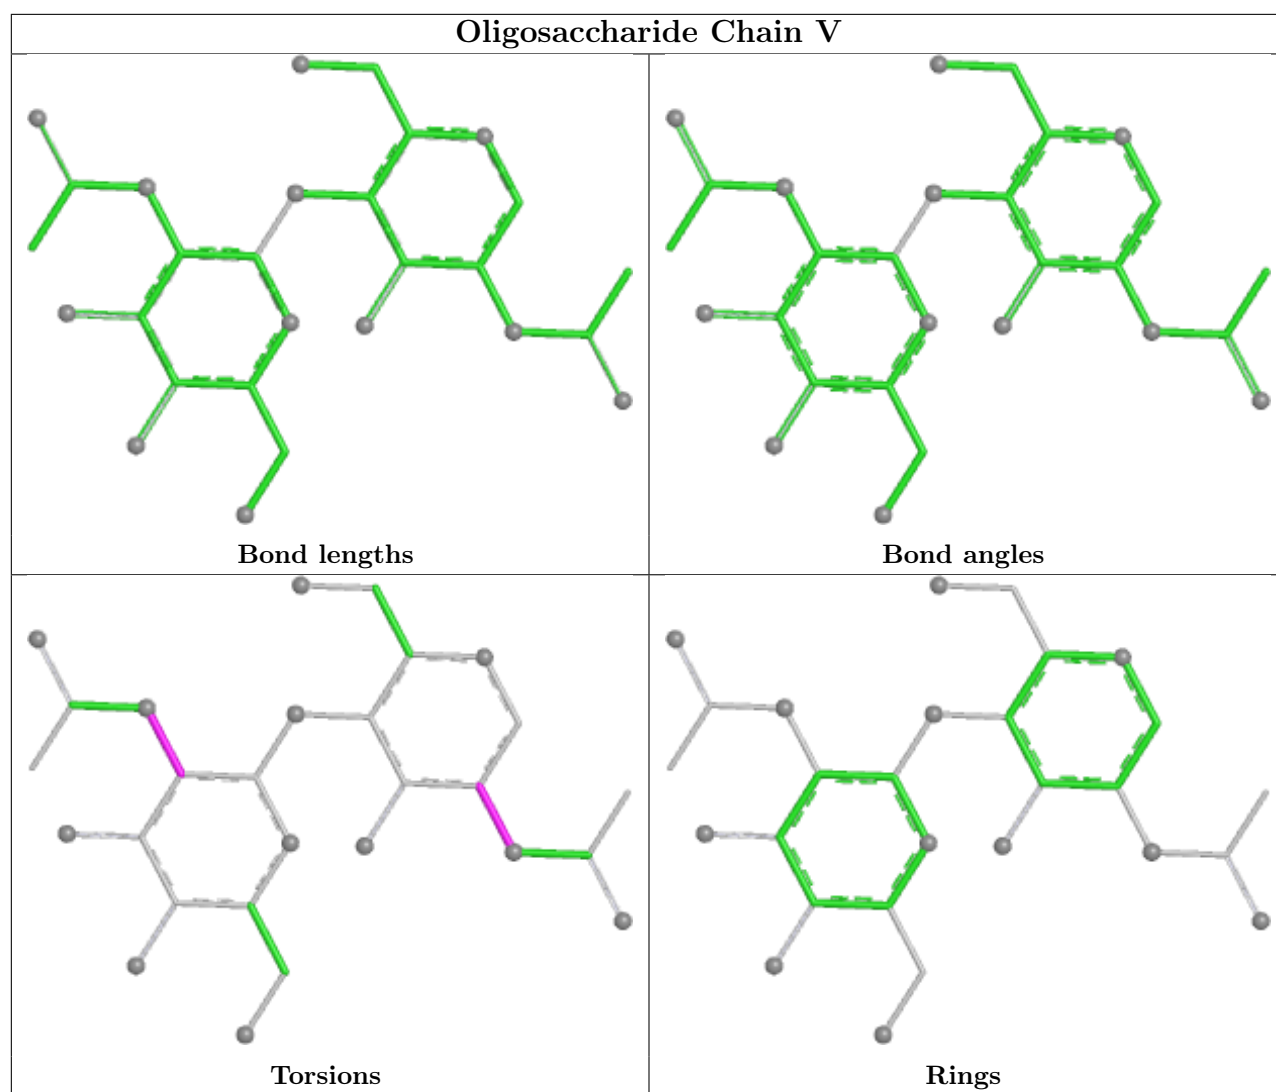 Oligosaccharide Chain V
Bond lengths
Bond angles
Torsions
Rings